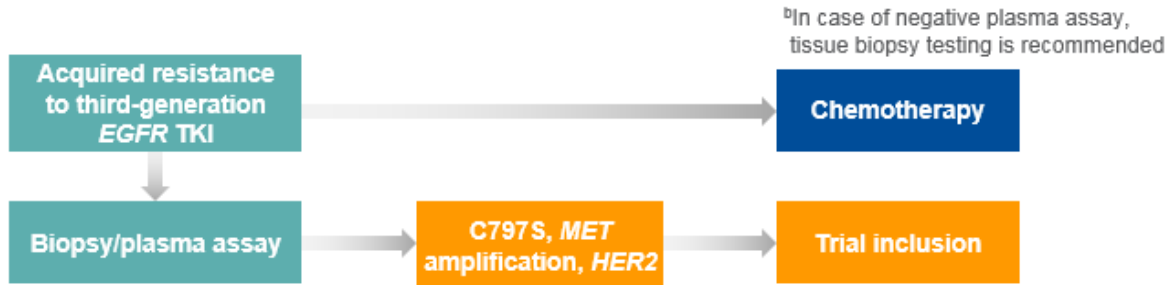 ᵇIn case of negative plasma assay,
tissue biopsy testing is recommended
Acquired resistance
to third-generation
EGFR TKI
Chemotherapy
Biopsy/plasma assay
C797S, MET
amplification, HER2
Trial inclusion